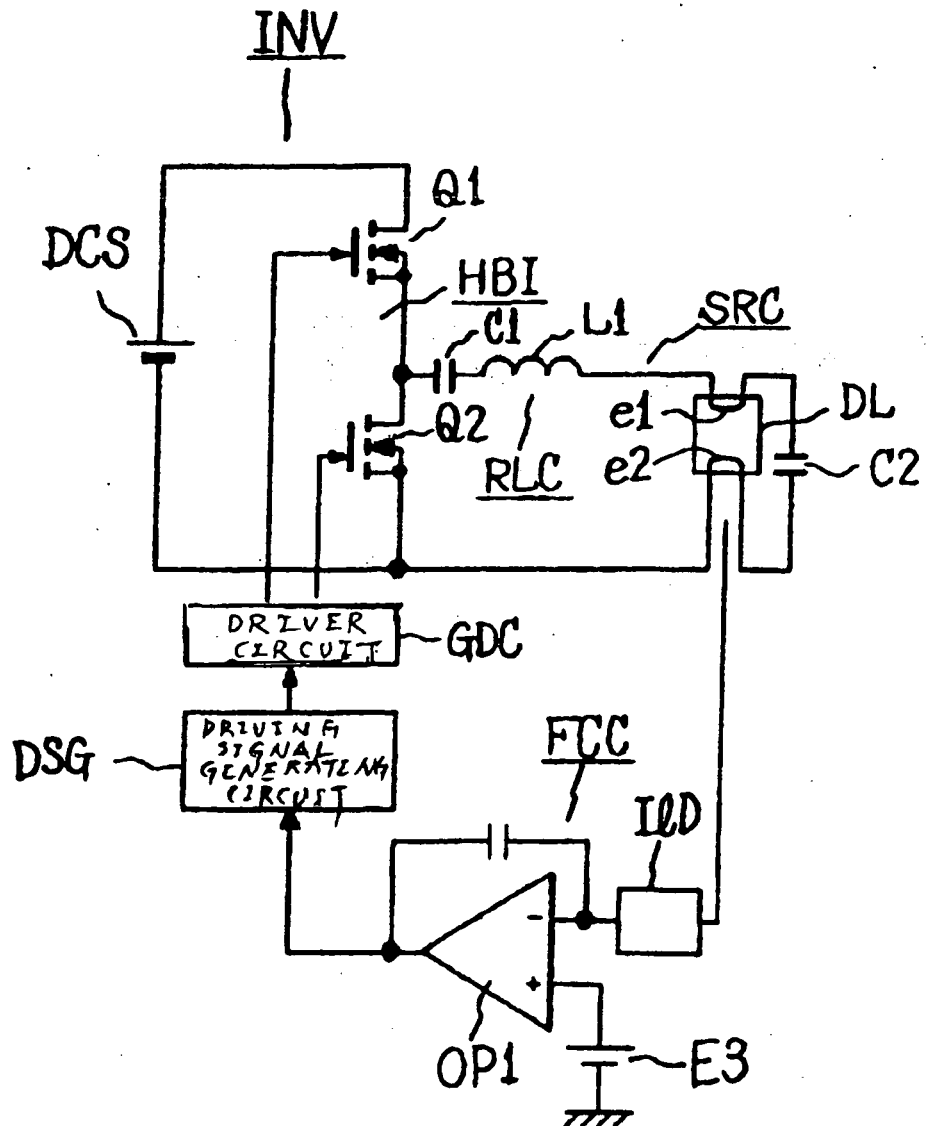 INV
Q1
DCS
HBI
C1
L1
SRC
e1
DL
Q2
e2
C2
RLC
DRIVER
CIRCUIT
GDC
DRIVING
SIGNAL
GENERATING
CIRCUIT
DSG
FCC
IlD
-
+
OP1
E3